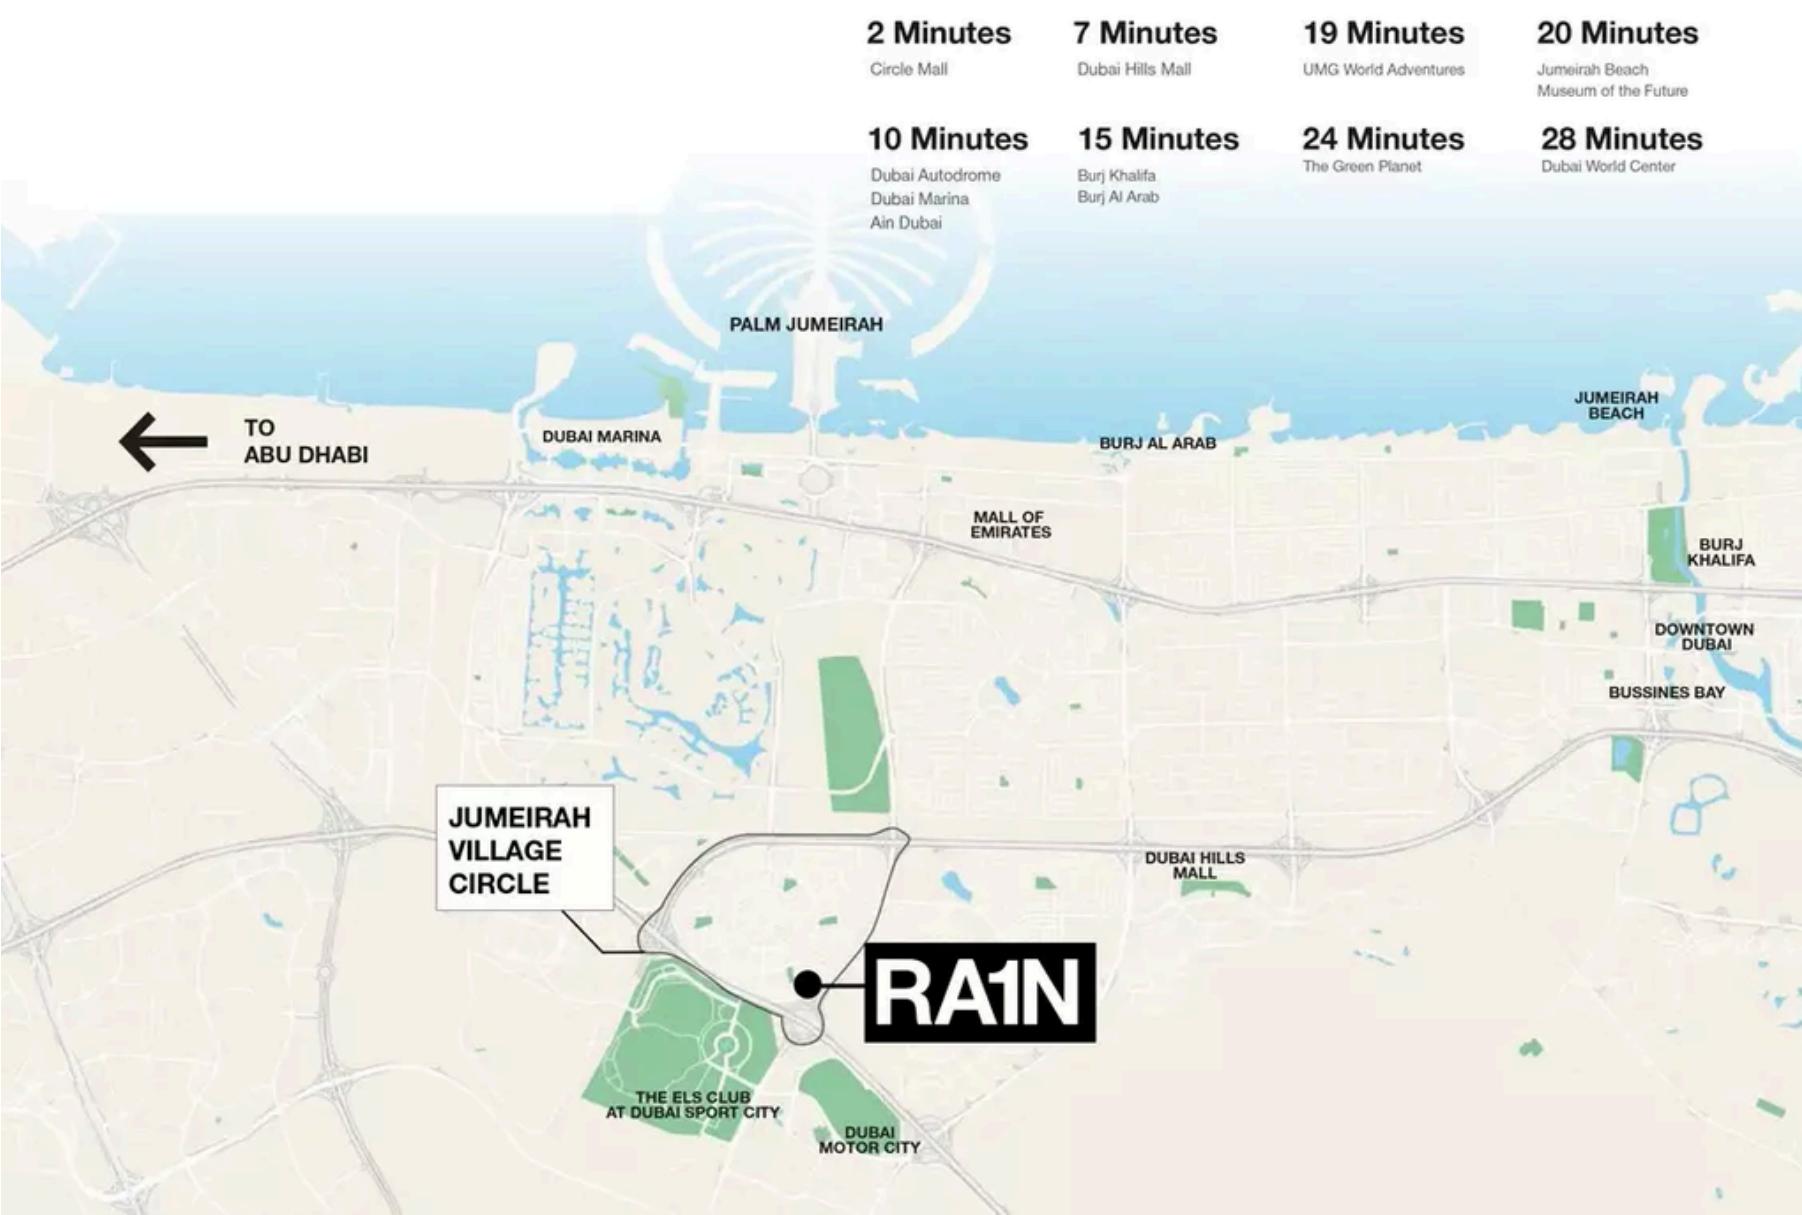 2 Minutes
Circle Mall
7 Minutes
Dubai Hills Mall
19 Minutes
UMG World Adventures
20 Minutes
Jumeirah Beach
Museum of the Future
10 Minutes
Dubai Autodrome
Dubai Marina
Ain Dubai
15 Minutes
Burj Khalifa
Burj Al Arab
24 Minutes
The Green Planet
28 Minutes
Dubai World Center
PALM JUMEIRAH
JUMEIRAH
BEACH
TO
ABU DHABI
DUBAI MARINA
BURJ AL ARAB
MALL OF
EMIRATES
BURJ
KHALIFA
DOWNTOWN
DUBAI
BUSSINES BAY
JUMEIRAH
VILLAGE
CIRCLE
DUBAI HILLS
MALL
RA1N
THE ELS CLUB
AT DUBAI SPORT CITY
DUBAI
MOTOR CITY